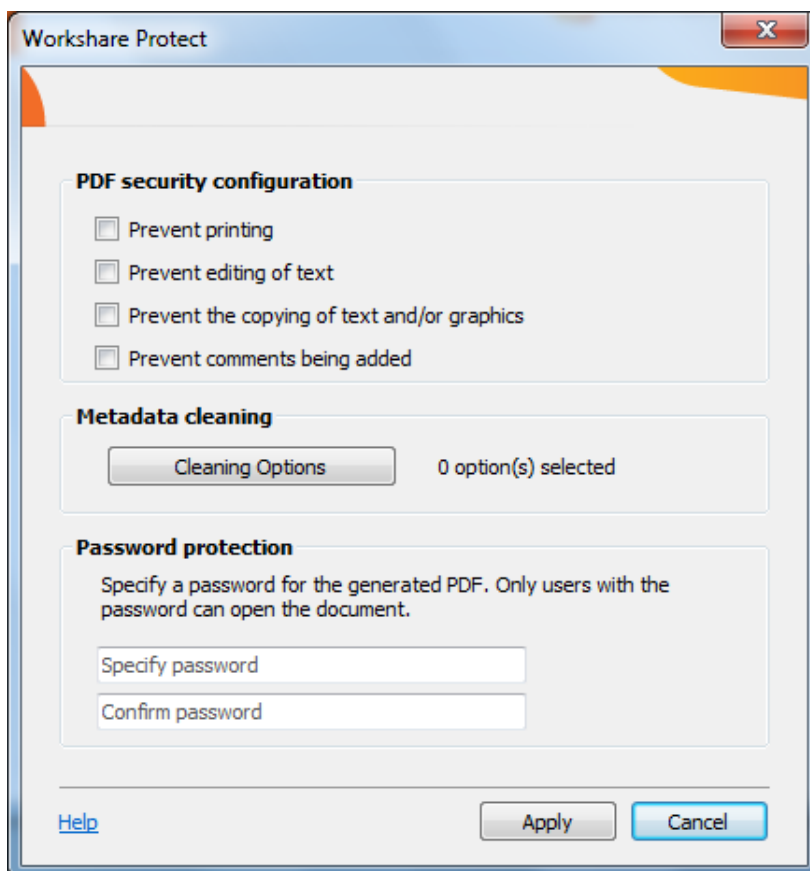 Workshare Protect
PDF security configuration
Prevent printing
Prevent editing of text
Prevent the copying of text and/or graphics
Prevent comments being added
Metadata cleaning
Cleaning Options
0 option(s) selected
Password protection
Specify a password for the generated PDF. Only users with the
password can open the document.
Specify password
Confirm password
Help
Apply
Cancel